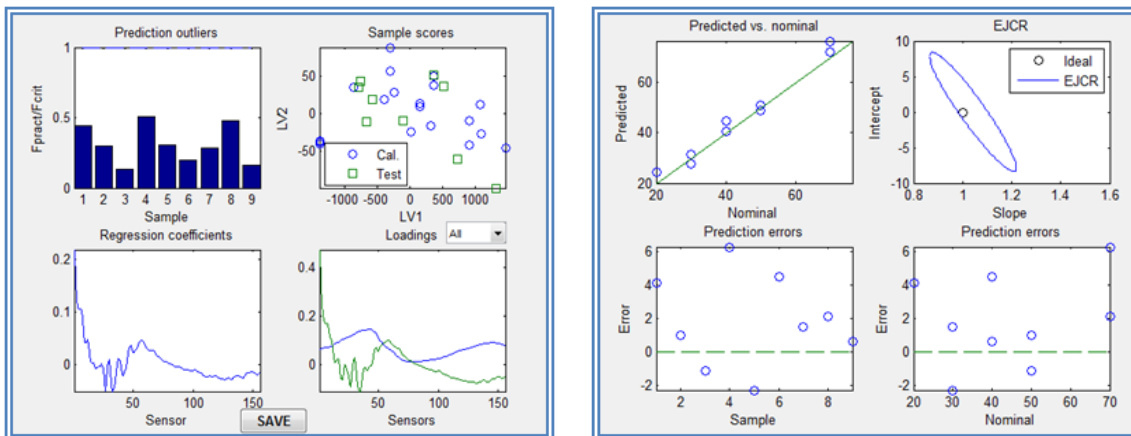 Prediction outliers
1
0.5
0
Fpract/Fcrit
1 2 3 4 5 6 7 8 9
Sample
Sample scores
50
0
-50
LV2
Cal.
Test
-1000 -500 0 500 1000
LV1
Regression coefficients
0.2
0.1
0
50 100 150
Sensor
Loadings
All
0.4
0.2
0
50 100 150
Sensors
SAVE
Predicted vs. nominal
60
40
20
Predicted
20 40 60
Nominal
EJCR
10
5
0
-5
-10
Intercept
Ideal
EJCR
0.8 1 1.2 1.4 1.6
Slope
Prediction errors
6
4
2
0
-2
Error
2 4 6 8
Sample
Prediction errors
6
4
2
0
-2
Error
20 30 40 50 60 70
Nominal